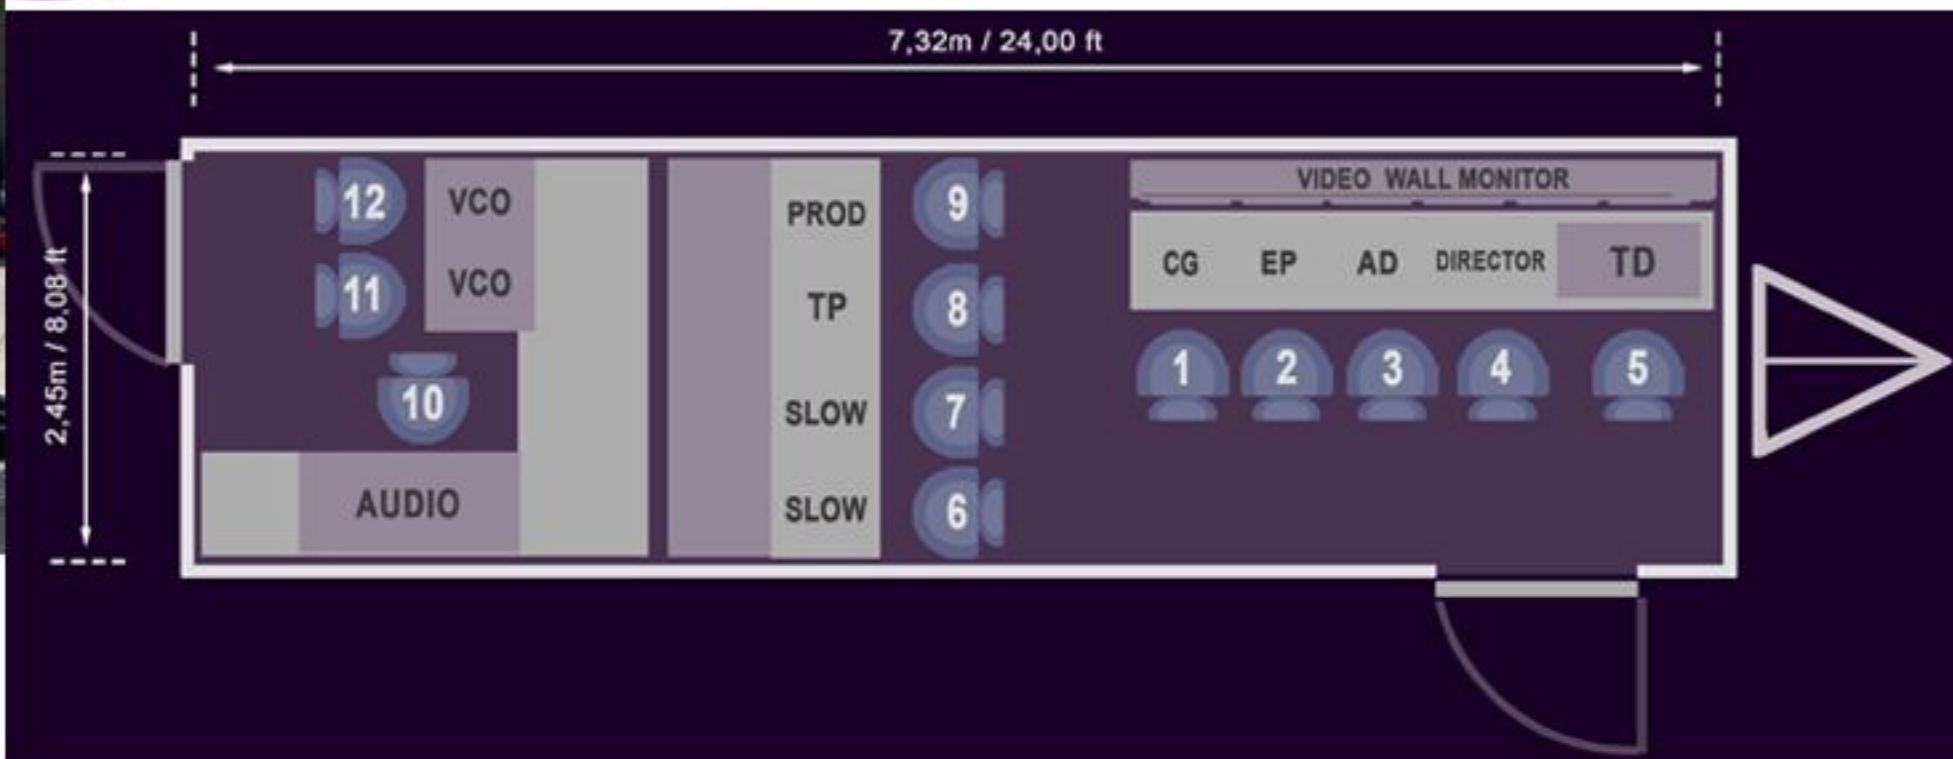 7,32m / 24,00 ft
2,45m / 8,08 ft
12
VCO
11
VCO
10
AUDIO
PROD
9
TP
8
SLOW
7
SLOW
6
VIDEO WALL MONITOR
CG EP AD DIRECTOR TD
1 2 3 4 5